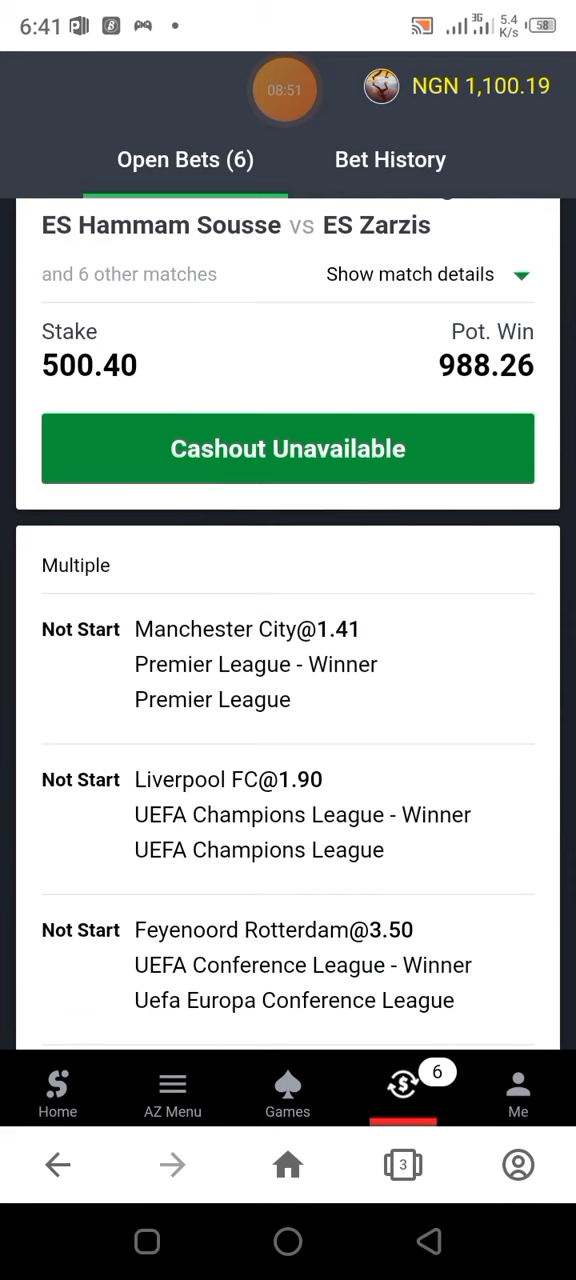 6:41
3G
5.4
K/s
58
08:51
NGN 1,100.19
Open Bets (6)
Bet History
ES Hammam Sousse vs ES Zarzis
and 6 other matches
Show match details
Stake
Pot. Win
500.40
988.26
Cashout Unavailable
Multiple
Not Start
Manchester City@1.41
Premier League - Winner
Premier League
Not Start
Liverpool FC@1.90
UEFA Champions League - Winner
UEFA Champions League
Not Start
Feyenoord Rotterdam@3.50
UEFA Conference League - Winner
Uefa Europa Conference League
6
Home
AZ Menu
Games
Me
3